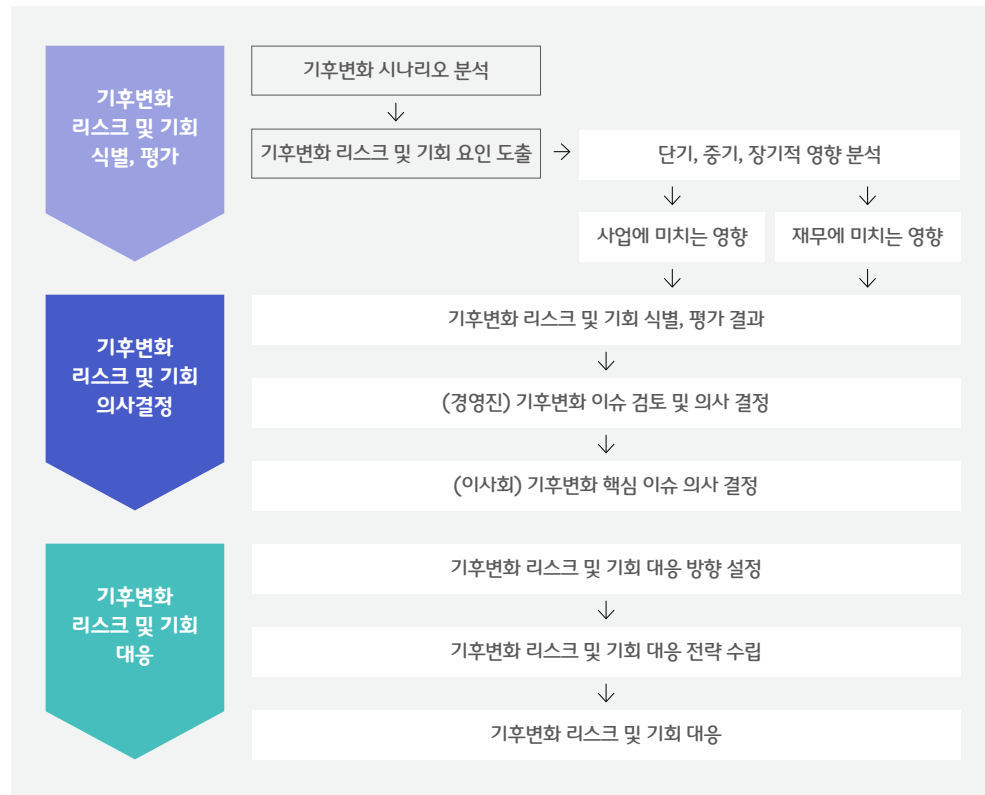 기후변화
리스크 및 기회
식별, 평가
기후변화 시나리오 분석
기후변화 리스크 및 기회 요인 도출
단기, 중기, 장기적 영향 분석
사업에 미치는 영향
재무에 미치는 영향
기후변화
리스크 및 기회
의사결정
기후변화 리스크 및 기회 식별, 평가 결과
(경영진) 기후변화 이슈 검토 및 의사 결정
(이사회) 기후변화 핵심 이슈 의사 결정
기후변화
리스크 및 기회
대응
기후변화 리스크 및 기회 대응 방향 설정
기후변화 리스크 및 기회 대응 전략 수립
기후변화 리스크 및 기회 대응